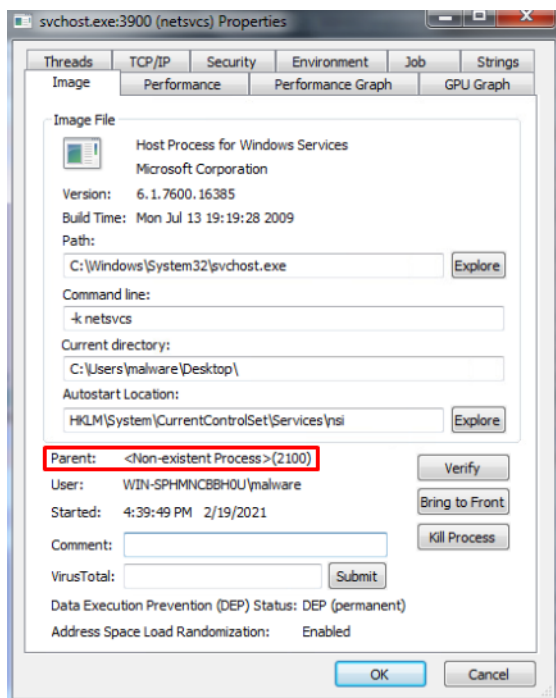 svchost.exe:3900 (netsvcs) Properties
Threads TCP/IP Security Environment Job Strings
Image Performance Performance Graph GPU Graph
Image File
Host Process for Windows Services
Microsoft Corporation
Version: 6.1.7600.16385
Build Time: Mon Jul 13 19:19:28 2009
Path:
C:\Windows\System32\svchost.exe Explore
Command line:
-k netsvcs
Current directory:
C:\Users\malware\Desktop\
Autostart Location:
HKLM\System\CurrentControlSet\Services\nsi Explore
Parent: <Non-existent Process>(2100)
Verify
User: WIN-SPHMNCBBH0U\malware
Bring to Front
Started: 4:39:49 PM 2/19/2021
Kill Process
Comment:
VirusTotal: Submit
Data Execution Prevention (DEP) Status: DEP (permanent)
Address Space Load Randomization: Enabled
OK Cancel